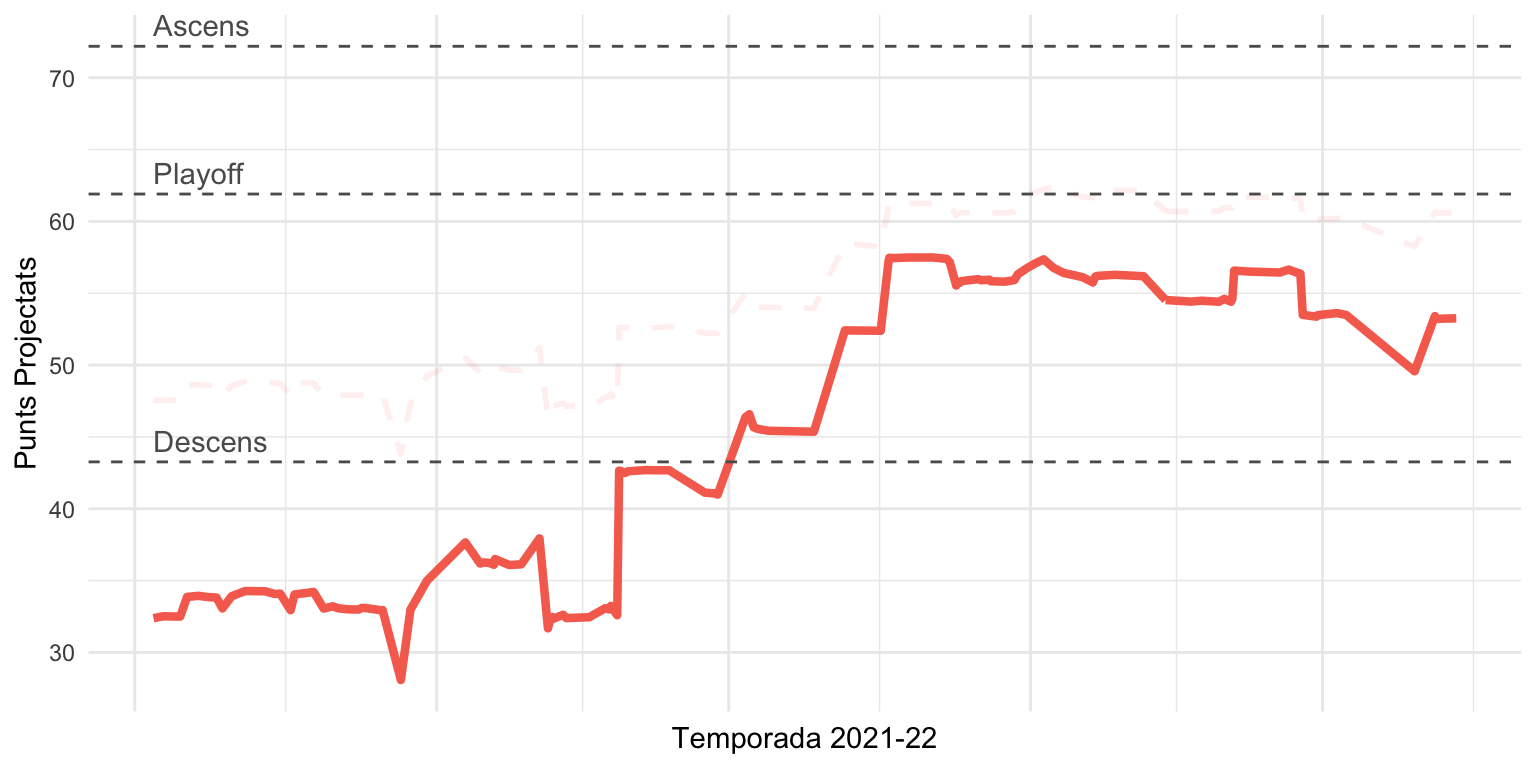 Ascens
70
Playoff
60
50
Descens
40
30
Punts Projectats
Temporada 2021-22